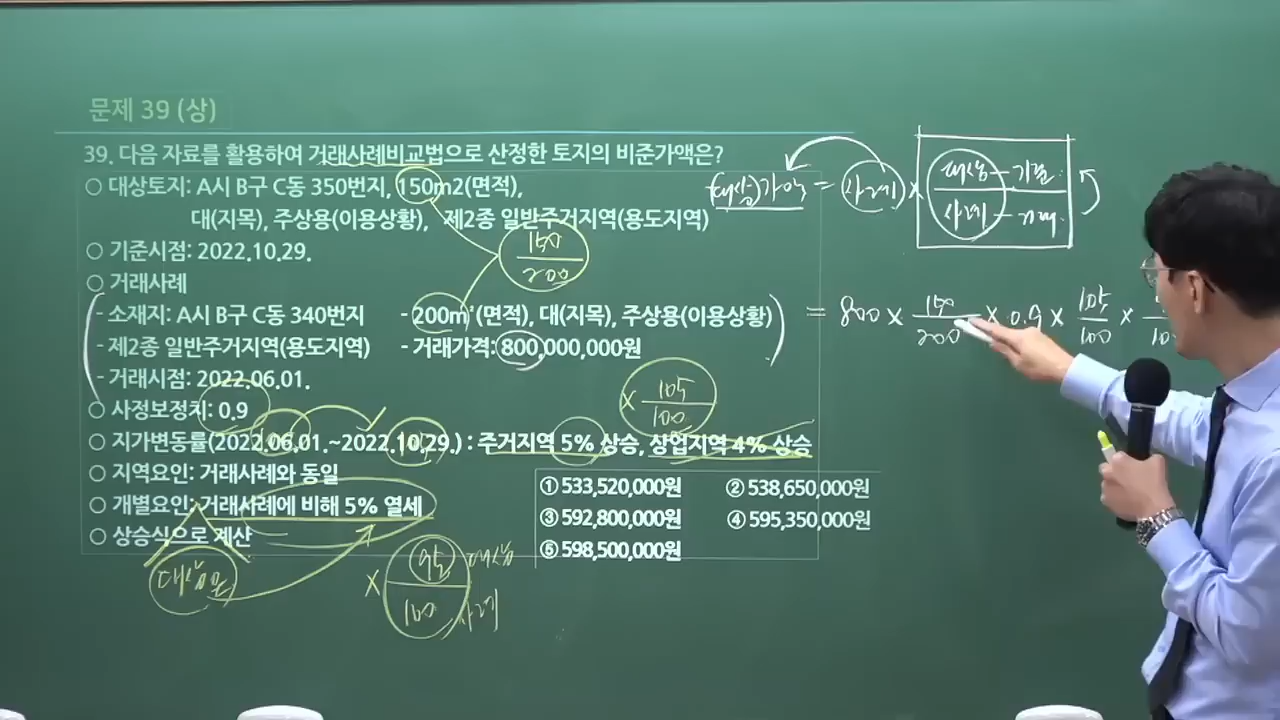 문제 39 (상)
39. 다음 자료를 활용하여 거래사례비교법으로 산정한 토지의 비준가액은?
○ 대상토지: A시 B구 C동 350번지, 150m2(면적),
대(지목), 주상용(이용상황), 제2종 일반주거지역(용도지역)
○ 기준시점: 2022.10.29.
○ 거래사례
- 소재지: A시 B구 C동 340번지 - 200㎡(면적), 대(지목), 주상용(이용상황)
- 제2종 일반주거지역(용도지역) - 거래가격: 800,000,000원
- 거래시점: 2022.06.01.
○ 사정보정치: 0.9
○ 지가변동률(2022.06.01.~2022.10.29.) : 주거지역 5% 상승, 상업지역 4% 상승
○ 지역요인: 거래사례와 동일
○ 개별요인: 거래사례에 비해 5% 열세
○ 상승식으로 계산
① 533,520,000원 ② 538,650,000원
③ 592,800,000원 ④ 595,350,000원
⑤ 598,500,000원
150
200
× 105
100
대상은
× 95 대상
100 사례
(대상)가액 = 사례 × 대상 - 기준
사례 - 거래
= 800 × 150/200 × 0.9 × 105/100 ×